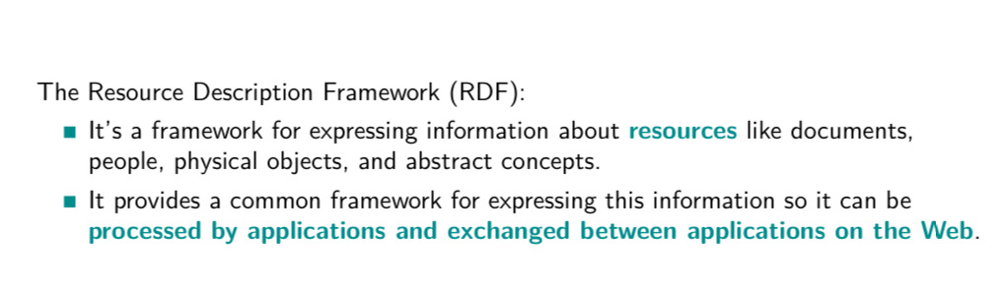 The Resource Description Framework (RDF):
■ It's a framework for expressing information about resources like documents,
people, physical objects, and abstract concepts.
■ It provides a common framework for expressing this information so it can be
processed by applications and exchanged between applications on the Web.